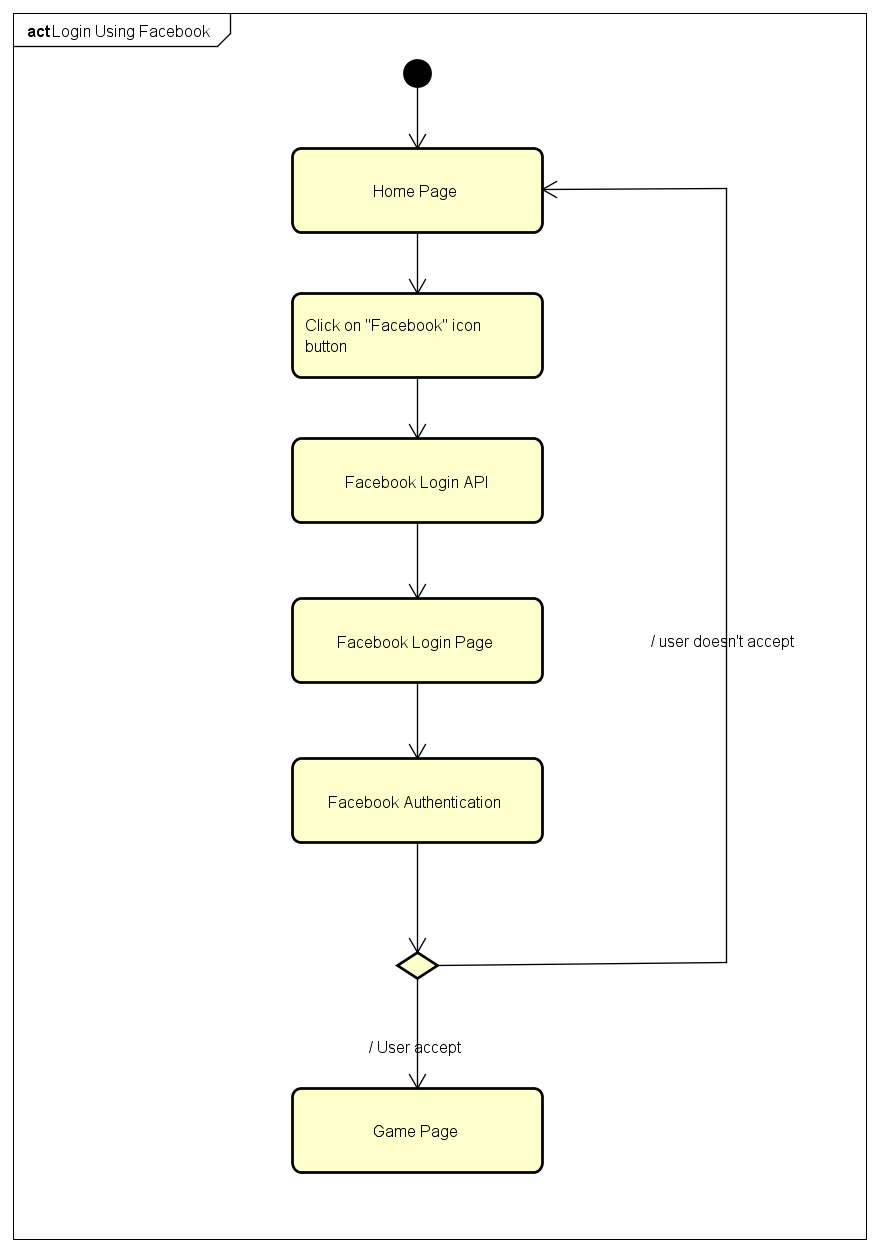 act Login Using Facebook
Home Page
Click on "Facebook" icon
button
Facebook Login API
Facebook Login Page
/ user doesn't accept
Facebook Authentication
/ User accept
Game Page